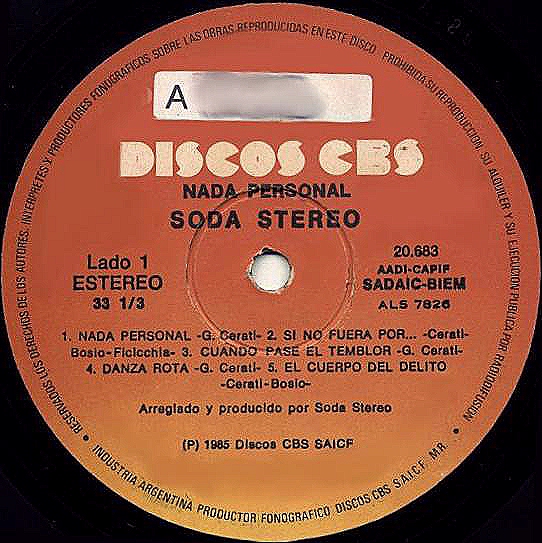 RESERVADOS LOS DERECHOS DE LOS AUTORES, INTERPRETES Y PRODUCTORES FONOGRAFICOS SOBRE LAS OBRAS REPRODUCIDAS EN ESTE DISCO. PROHIBIDA SU REPRODUCCION, SU ALQUILER Y SU EJECUCION PUBLICA POR RADIODIFUSION
A
DISCOS CBS
NADA PERSONAL
SODA STEREO
Lado 1
ESTEREO
33 1/3
20.683
AADI-CAPIF
SADAIC-BIEM
ALS 7826
1. NADA PERSONAL -G. Cerati- 2. SI NO FUERA POR... -Cerati-
Bosio-Ficicchia- 3. CUANDO PASE EL TEMBLOR -G. Cerati-
4. DANZA ROTA -G. Cerati- 5. EL CUERPO DEL DELITO
-Cerati-Bosio-
Arreglado y producido por Soda Stereo
(P) 1985 Discos CBS SAICF
• INDUSTRIA ARGENTINA PRODUCTOR FONOGRAFICO DISCOS CBS S.A.I.C.F. M.R. •